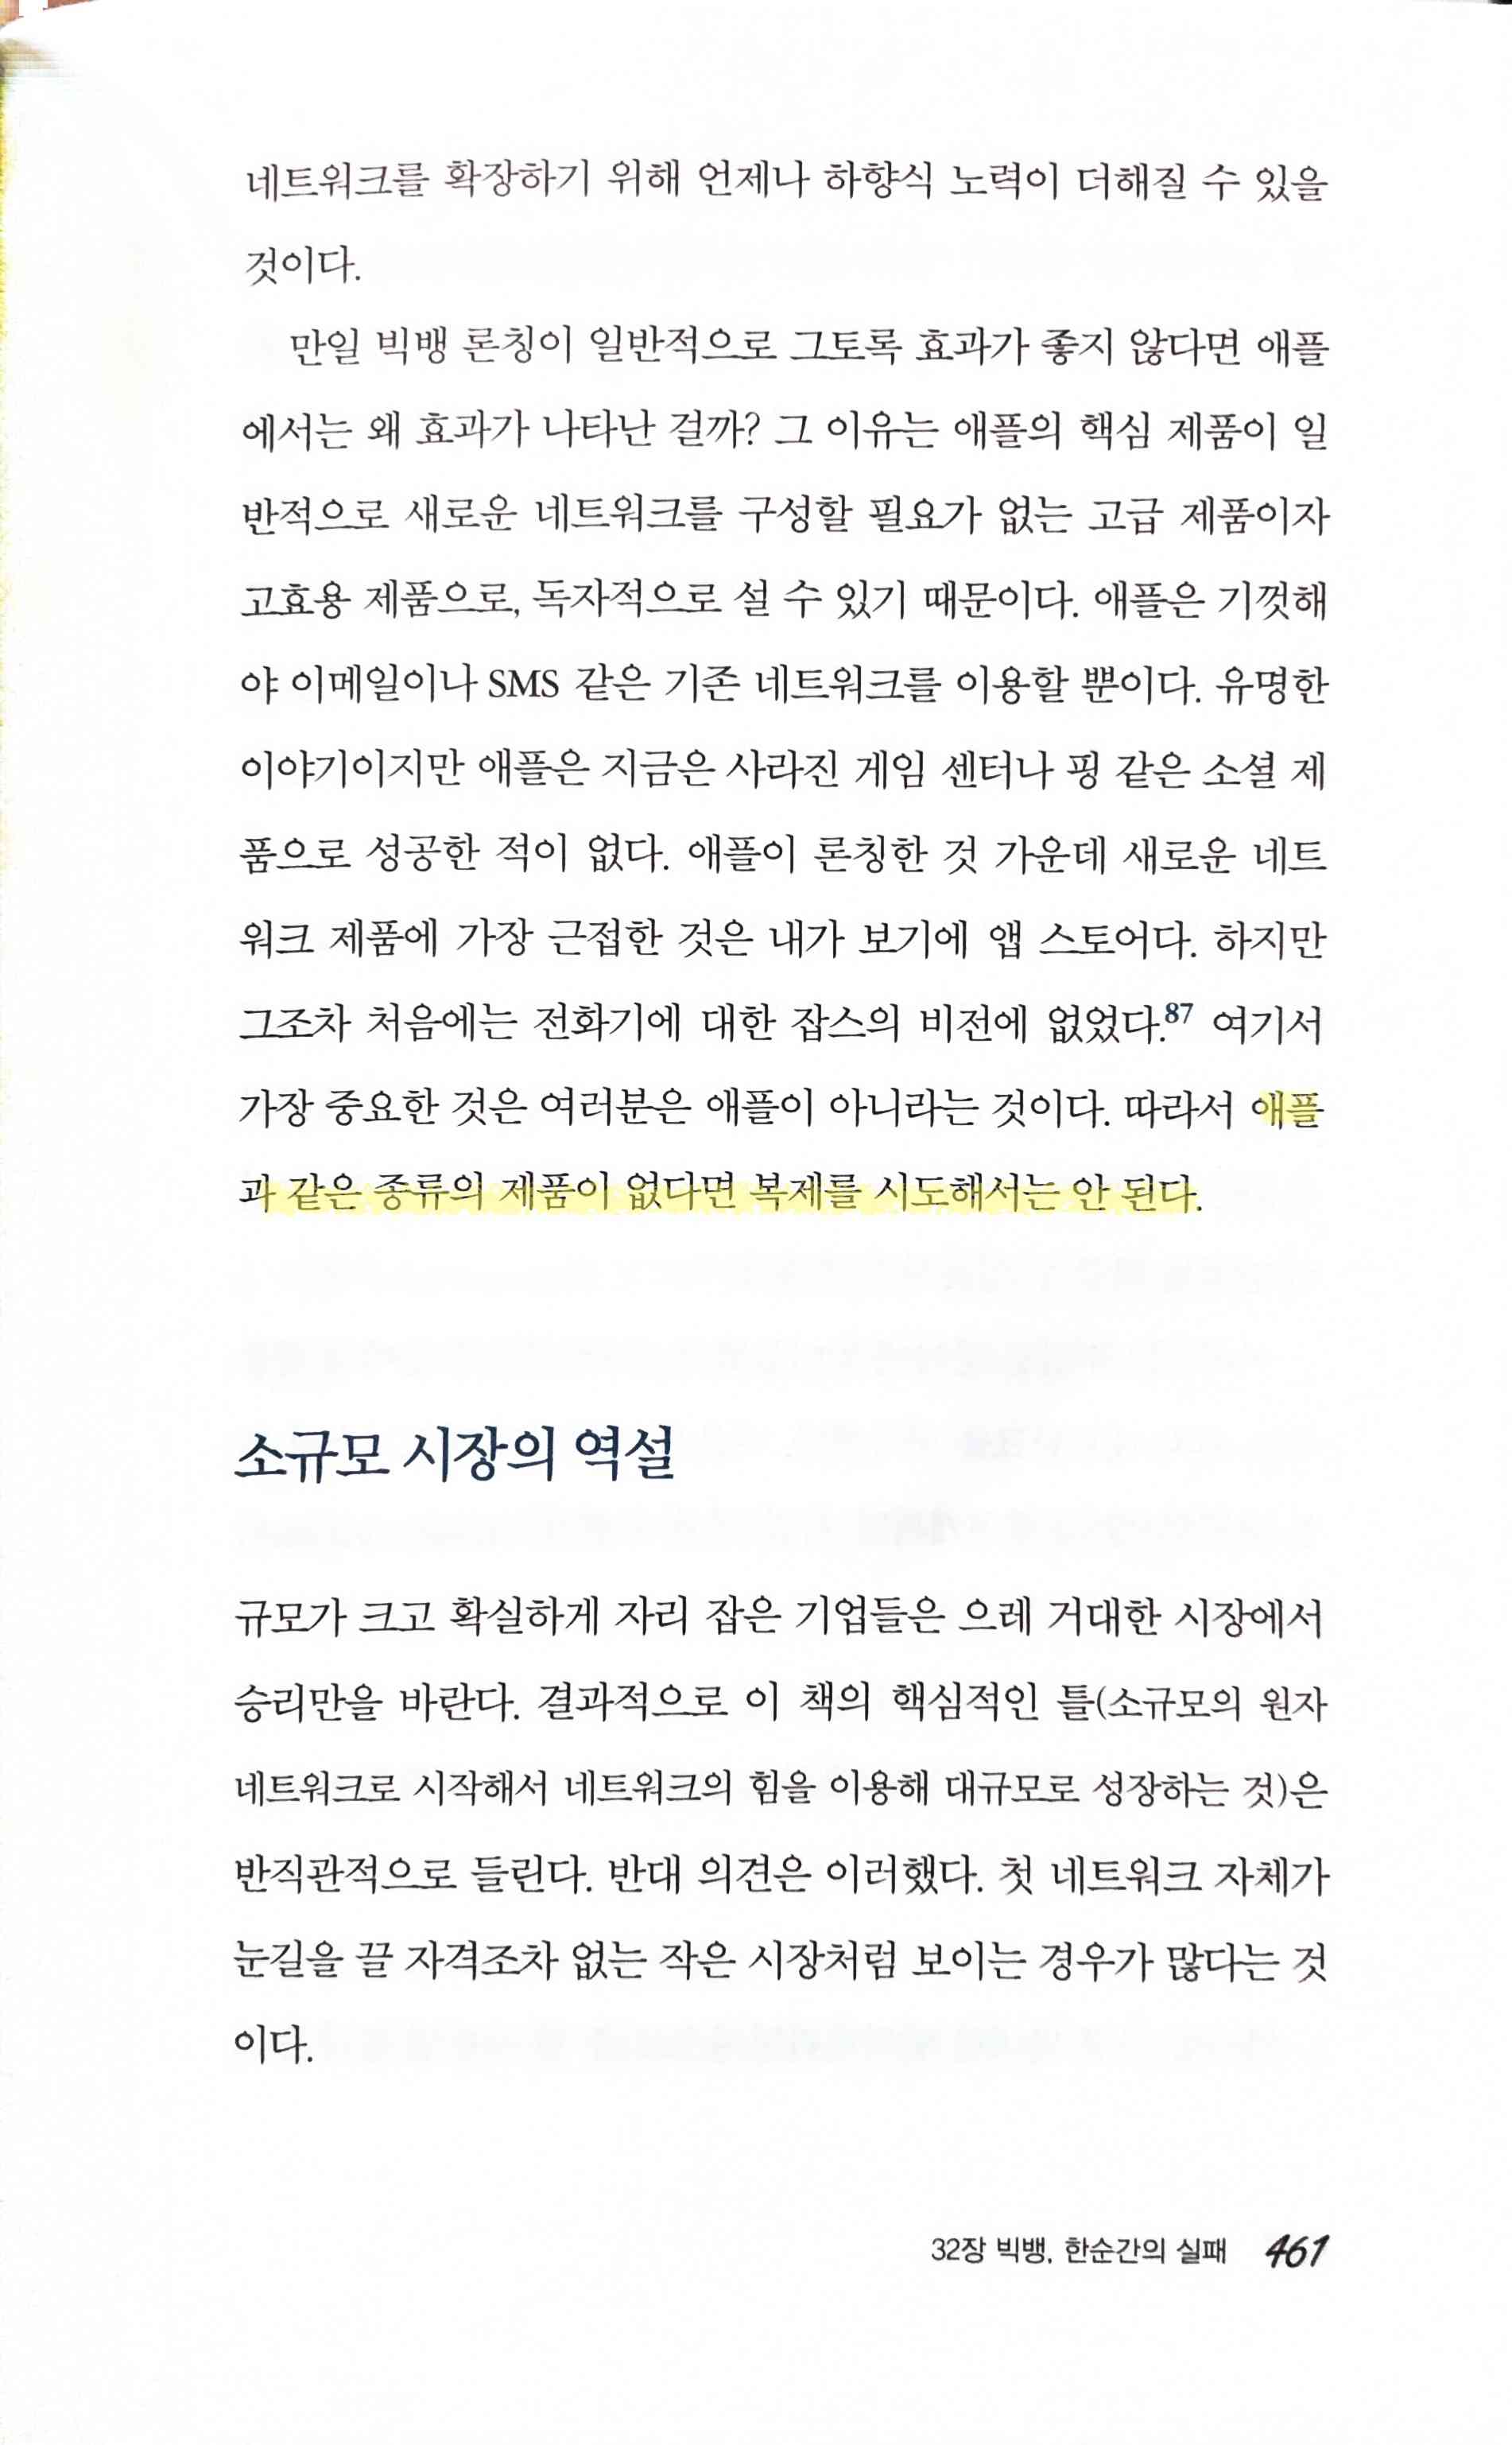 네트워크를 확장하기 위해 언제나 하향식 노력이 더해질 수 있을
것이다.
만일 빅뱅 론칭이 일반적으로 그토록 효과가 좋지 않다면 애플
에서는 왜 효과가 나타난 걸까? 그 이유는 애플의 핵심 제품이 일
반적으로 새로운 네트워크를 구성할 필요가 없는 고급 제품이자
고효용 제품으로, 독자적으로 설 수 있기 때문이다. 애플은 기껏해
야 이메일이나 SMS 같은 기존 네트워크를 이용할 뿐이다. 유명한
이야기이지만 애플은 지금은 사라진 게임 센터나 핑 같은 소셜 제
품으로 성공한 적이 없다. 애플이 론칭한 것 가운데 새로운 네트
워크 제품에 가장 근접한 것은 내가 보기에 앱 스토어다. 하지만
그조차 처음에는 전화기에 대한 잡스의 비전에 없었다.87 여기서
가장 중요한 것은 여러분은 애플이 아니라는 것이다. 따라서 애플
과 같은 종류의 제품이 없다면 복제를 시도해서는 안 된다.
소규모 시장의 역설
규모가 크고 확실하게 자리 잡은 기업들은 으레 거대한 시장에서
승리만을 바란다. 결과적으로 이 책의 핵심적인 틀(소규모의 원자
네트워크로 시작해서 네트워크의 힘을 이용해 대규모로 성장하는 것)은
반직관적으로 들린다. 반대 의견은 이러했다. 첫 네트워크 자체가
눈길을 끌 자격조차 없는 작은 시장처럼 보이는 경우가 많다는 것
이다.
32장 빅뱅, 한순간의 실패 461